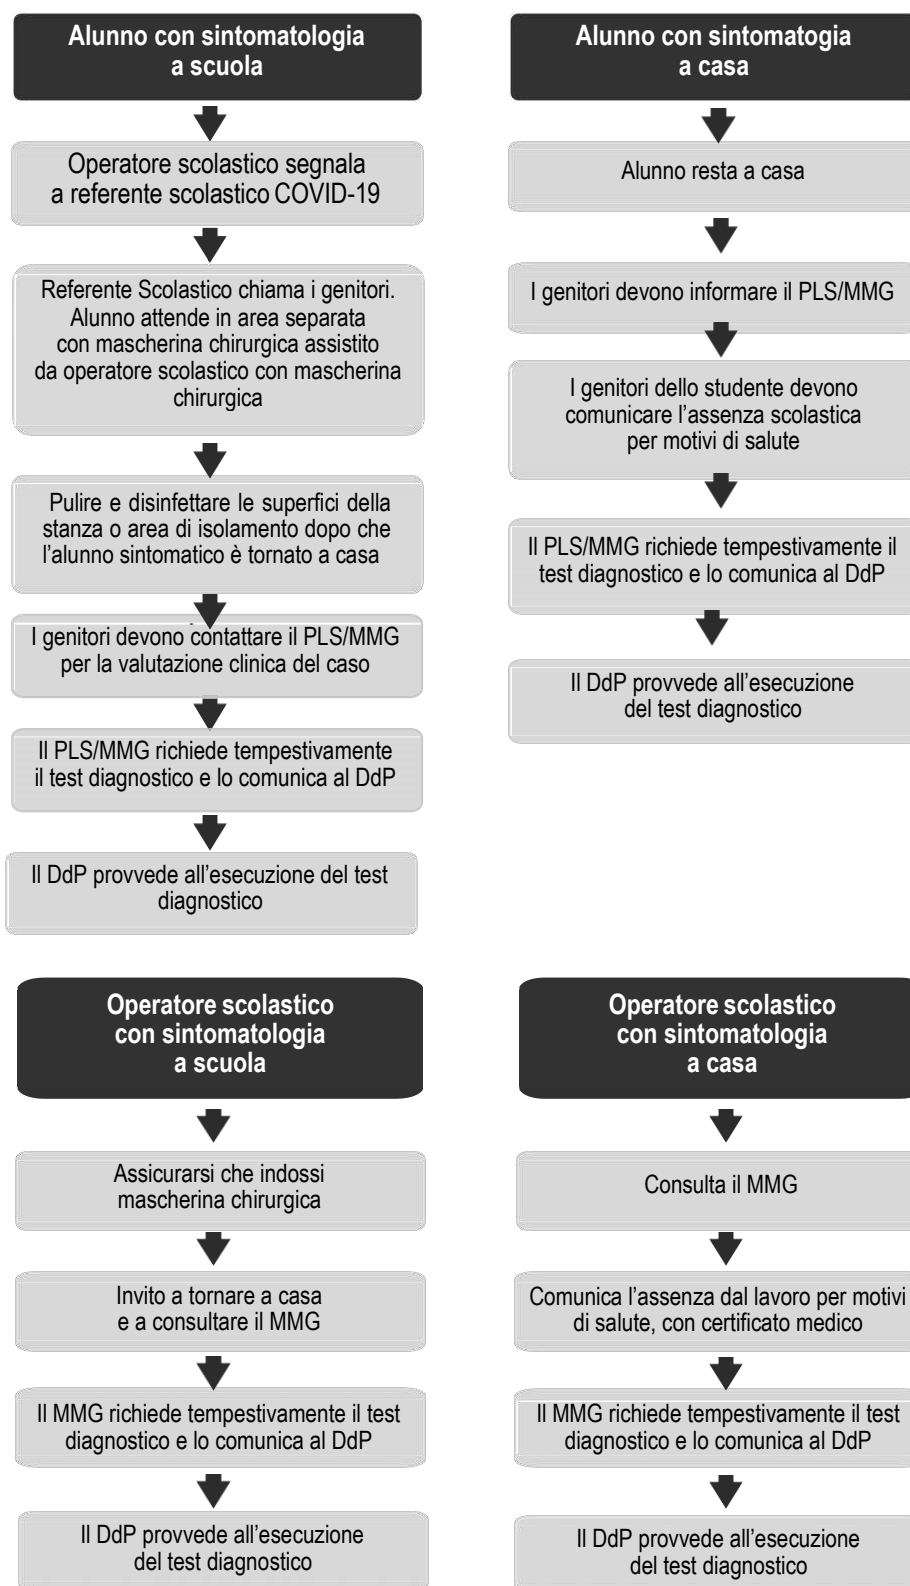 Alunno con sintomatologia
a scuola
Operatore scolastico segnala
a referente scolastico COVID-19
Referente Scolastico chiama i genitori.
Alunno attende in area separata
con mascherina chirurgica assistito
da operatore scolastico con mascherina
chirurgica
Pulire e disinfettare le superfici della
stanza o area di isolamento dopo che
l’alunno sintomatico è tornato a casa
I genitori devono contattare il PLS/MMG
per la valutazione clinica del caso
Il PLS/MMG richiede tempestivamente
il test diagnostico e lo comunica al DdP
Il DdP provvede all’esecuzione del test
diagnostico
Alunno con sintomatogia
a casa
Alunno resta a casa
I genitori devono informare il PLS/MMG
I genitori dello studente devono
comunicare l’assenza scolastica
per motivi di salute
Il PLS/MMG richiede tempestivamente il
test diagnostico e lo comunica al DdP
Il DdP provvede all’esecuzione
del test diagnostico
Operatore scolastico
con sintomatologia
a scuola
Assicurarsi che indossi
mascherina chirurgica
Invito a tornare a casa
e a consultare il MMG
Il MMG richiede tempestivamente il test
diagnostico e lo comunica al DdP
Il DdP provvede all’esecuzione
del test diagnostico
Operatore scolastico
con sintomatologia
a casa
Consulta il MMG
Comunica l’assenza dal lavoro per motivi
di salute, con certificato medico
Il MMG richiede tempestivamente il test
diagnostico e lo comunica al DdP
Il DdP provvede all’esecuzione
del test diagnostico